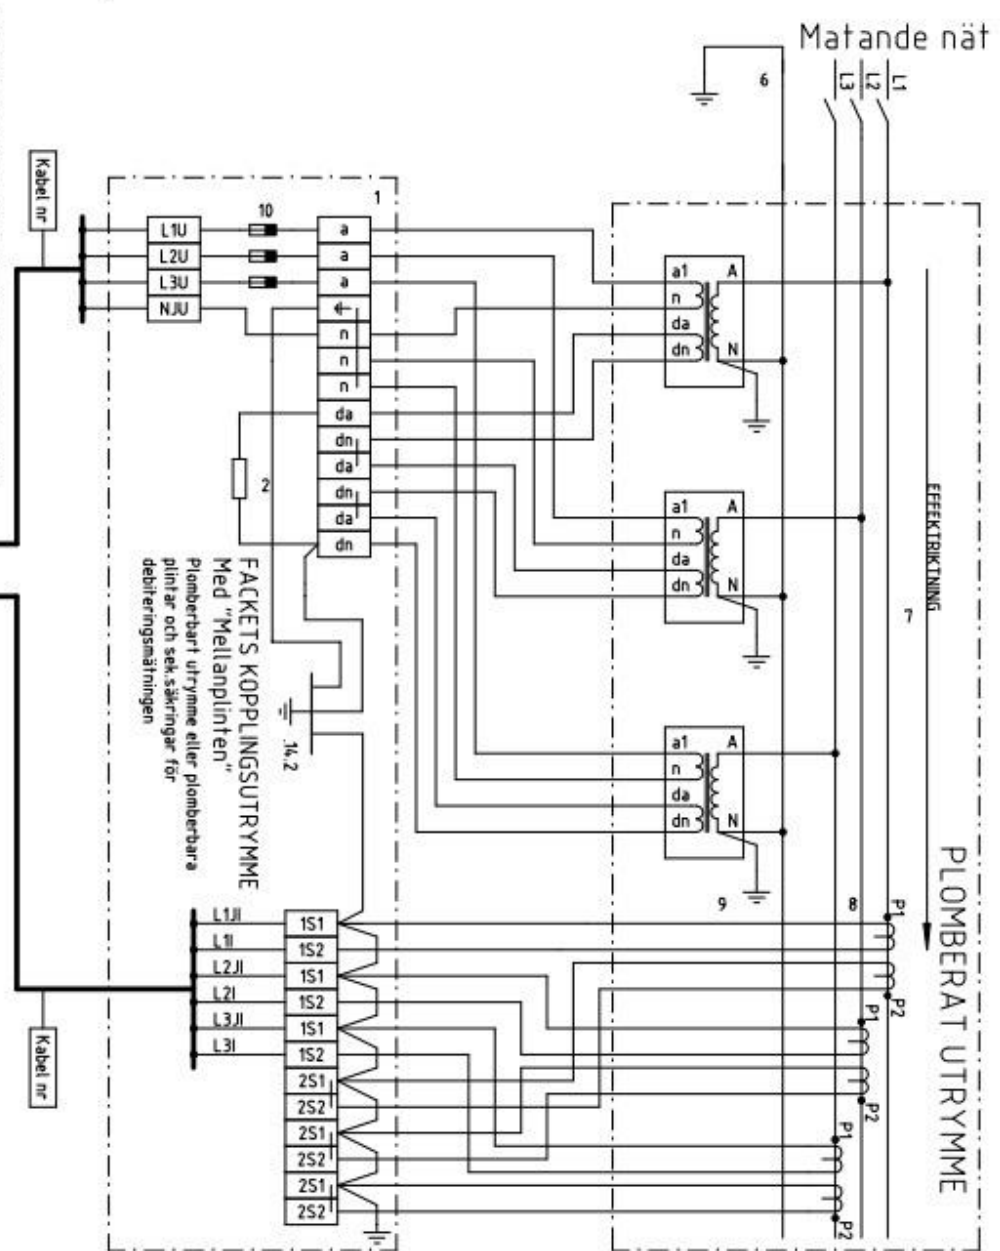 Matande nät
L1
L2
L3
6
Kabel nr
1
10
L1U
L2U
L3U
NJU
a
a
a
n
n
n
da
dn
da
dn
da
dn
2
a1
n
da
dn
A
N
a1
n
da
dn
A
N
a1
n
da
dn
A
N
EFFEKTRIKTNING
7
FACKETS KOPPLINGSUTRYMME
Med "Mellanplinten"
Plomberbart utrymme eller plomberbara
plintar och sek.säkringar för
debiteringsmätningen
14.2
PLOMBERAT UTRYMME
9
8
P1
P2
P1
P2
P1
P2
L1JI
L1I
L2JI
L2I
L3JI
L3I
1S1
1S2
1S1
1S2
1S1
1S2
2S1
2S2
2S1
2S2
2S1
2S2
Kabel nr